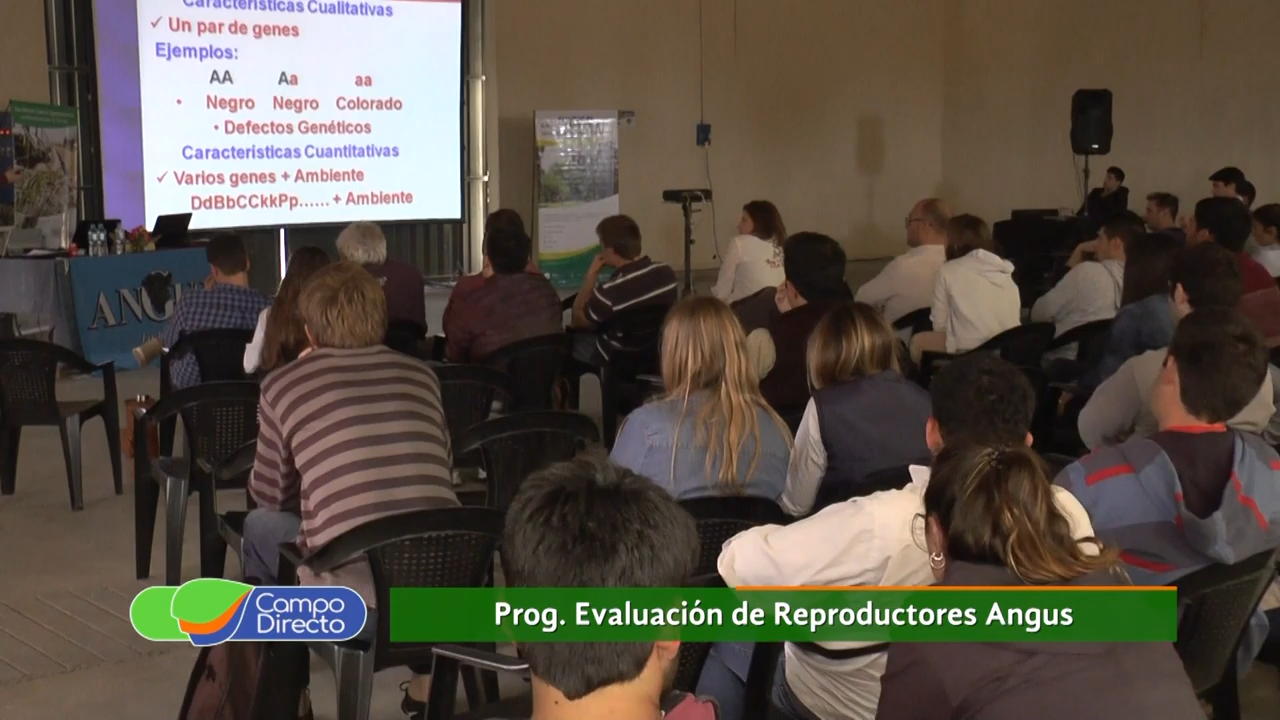 Características Cualitativas
✓ Un par de genes
Ejemplos:
AA Aa aa
• Negro Negro Colorado
• Defectos Genéticos
Características Cuantitativas
✓ Varios genes + Ambiente
DdBbCCkkPp...... + Ambiente
ANGUS
Campo
Directo
Prog. Evaluación de Reproductores Angus